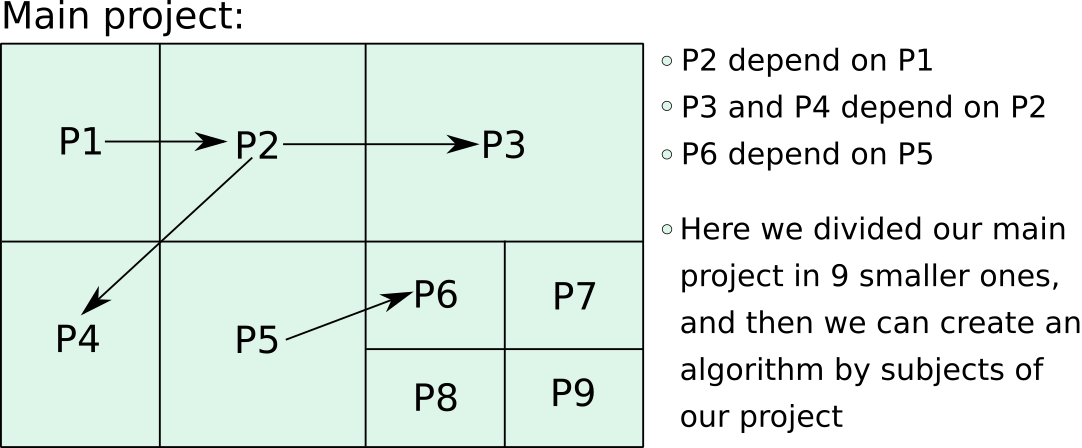 Main project:
P1
P2
P3
P4
P5
P6
P7
P8
P9
P2 depend on P1
P3 and P4 depend on P2
P6 depend on P5
Here we divided our main
project in 9 smaller ones,
and then we can create an
algorithm by subjects of
our project